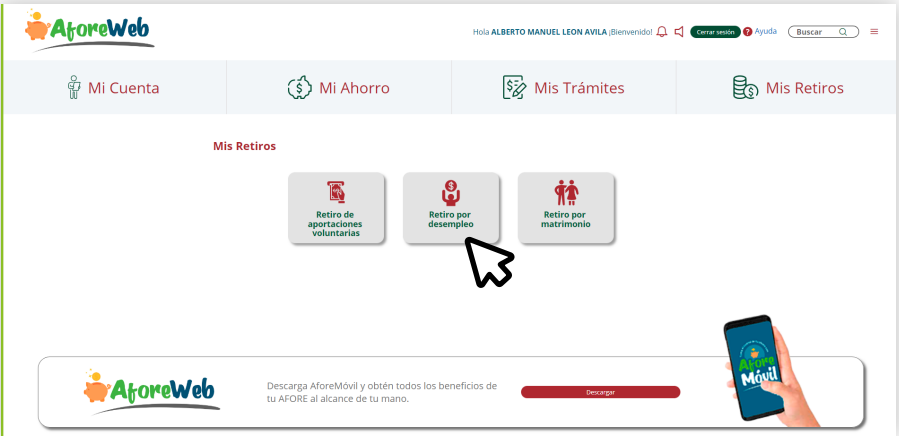 AforeWeb
Hola ALBERTO MANUEL LEON AVILA ¡Bienvenido! Cerrar sesión ? Ayuda Buscar
Mi Cuenta
Mi Ahorro
Mis Trámites
Mis Retiros
Mis Retiros
Retiro de
aportaciones
voluntarias
Retiro por
desempleo
Retiro por
matrimonio
AforeWeb
Descarga AforeMóvil y obtén todos los beneficios de
tu AFORE al alcance de tu mano.
Descargar
Afore
Móvil